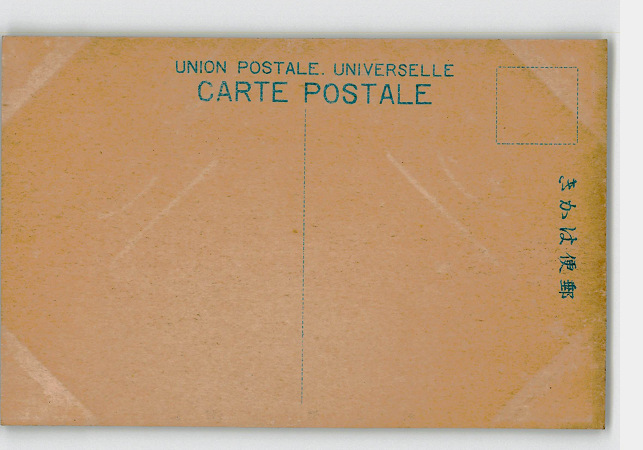 UNION POSTALE. UNIVERSELLE
CARTE POSTALE
郵便はかき